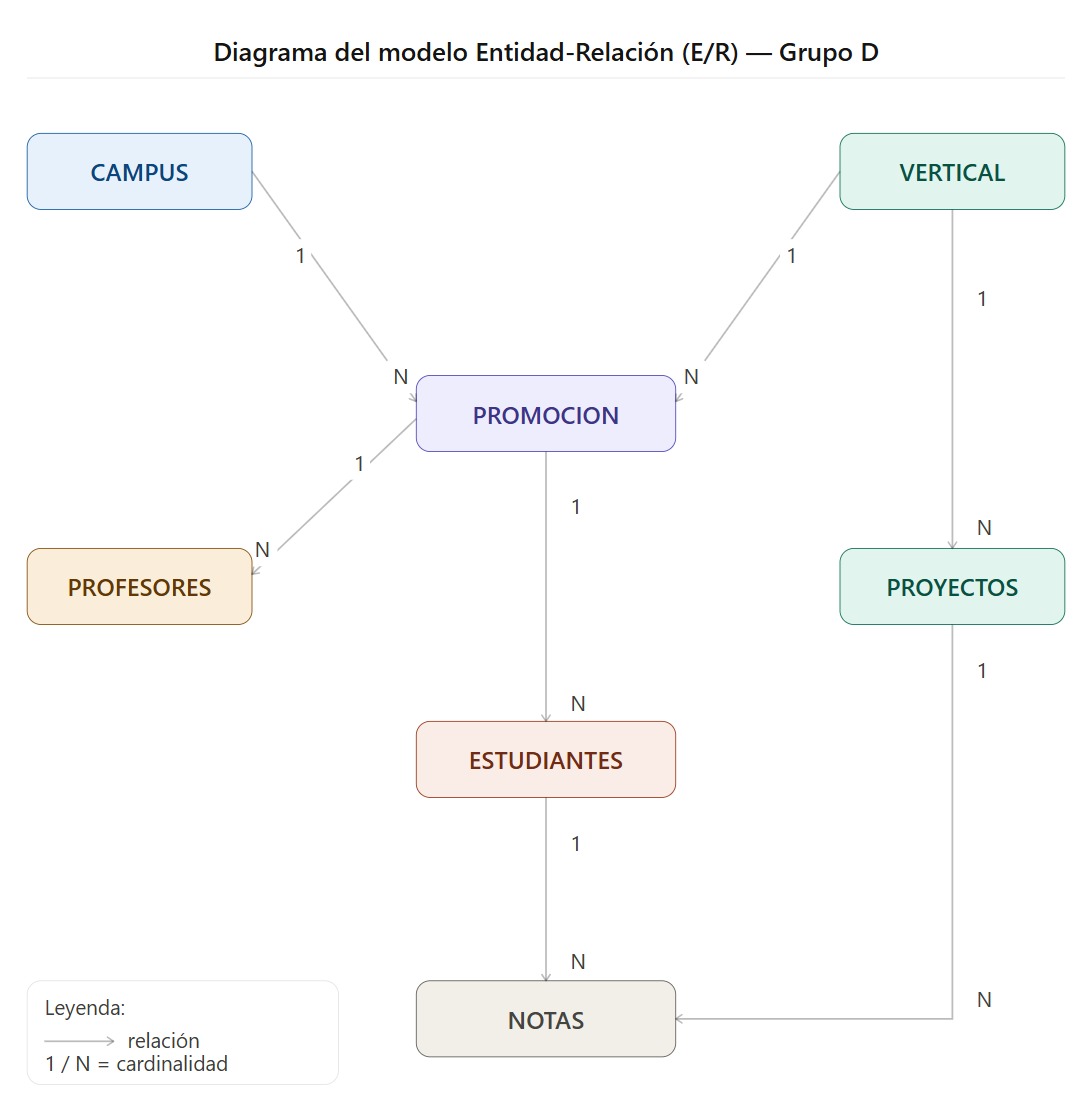 Diagrama del modelo Entidad-Relación (E/R) — Grupo D
CAMPUS
VERTICAL
1
1
1
N
N
PROMOCION
1
1
N
N
PROFESORES
PROYECTOS
1
N
ESTUDIANTES
1
N
N
NOTAS
Leyenda:
relación
1 / N = cardinalidad